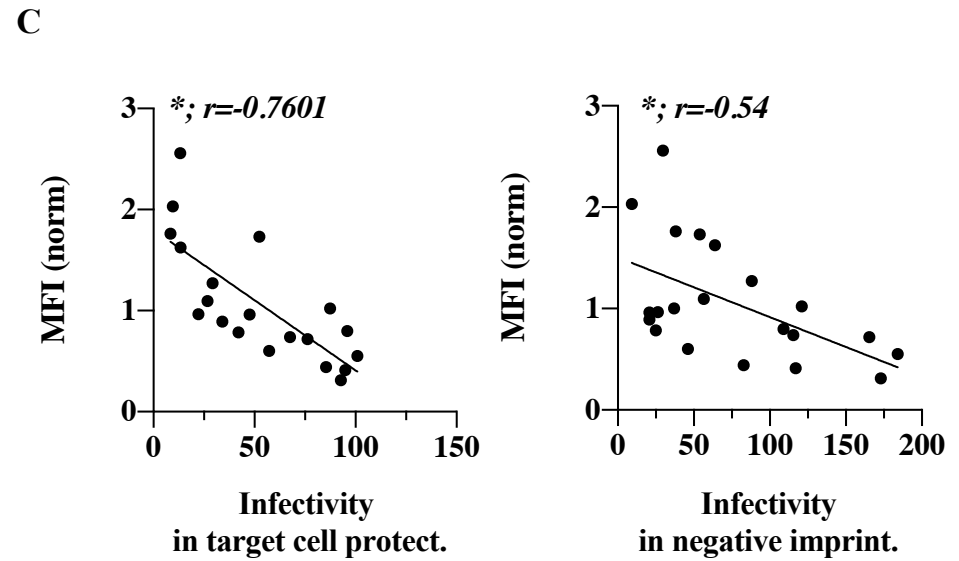 C
*; r=-0.7601
3
2
1
0
MFI (norm)
0 50 100 150
Infectivity
in target cell protect.
*; r=-0.54
3
2
1
0
MFI (norm)
0 50 100 150 200
Infectivity
in negative imprint.